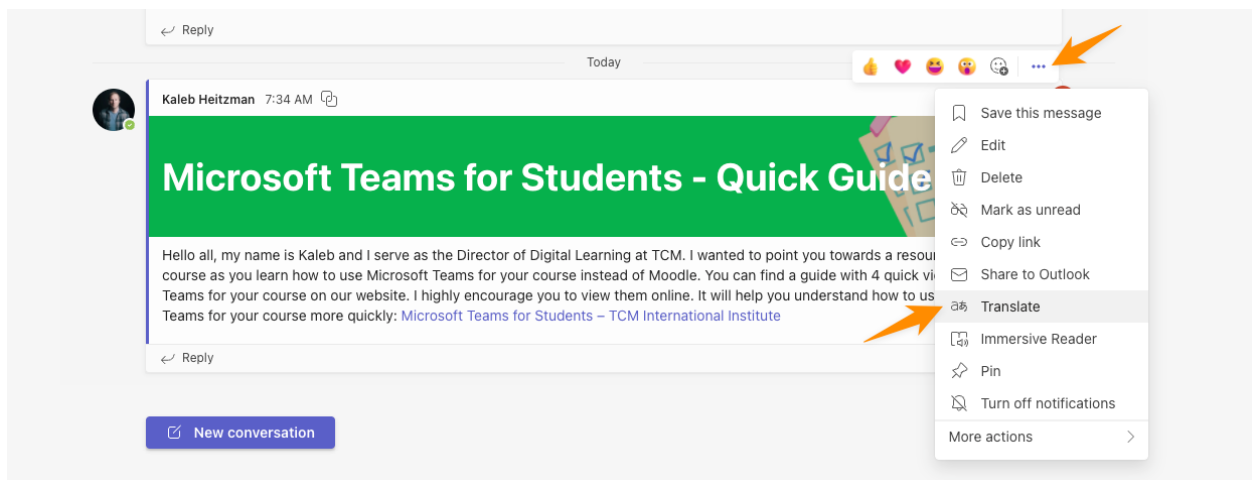 Reply
Today
Kaleb Heitzman 7:34 AM
Microsoft Teams for Students - Quick Guide
Hello all, my name is Kaleb and I serve as the Director of Digital Learning at TCM. I wanted to point you towards a
course as you learn how to use Microsoft Teams for your course instead of Moodle. You can find a guide with 4 quick
Teams for your course on our website. I highly encourage you to view them online. It will help you understand how to
Teams for your course more quickly: Microsoft Teams for Students – TCM International Institute
Reply
New conversation
Save this message
Edit
Delete
Mark as unread
Copy link
Share to Outlook
Translate
Immersive Reader
Pin
Turn off notifications
More actions